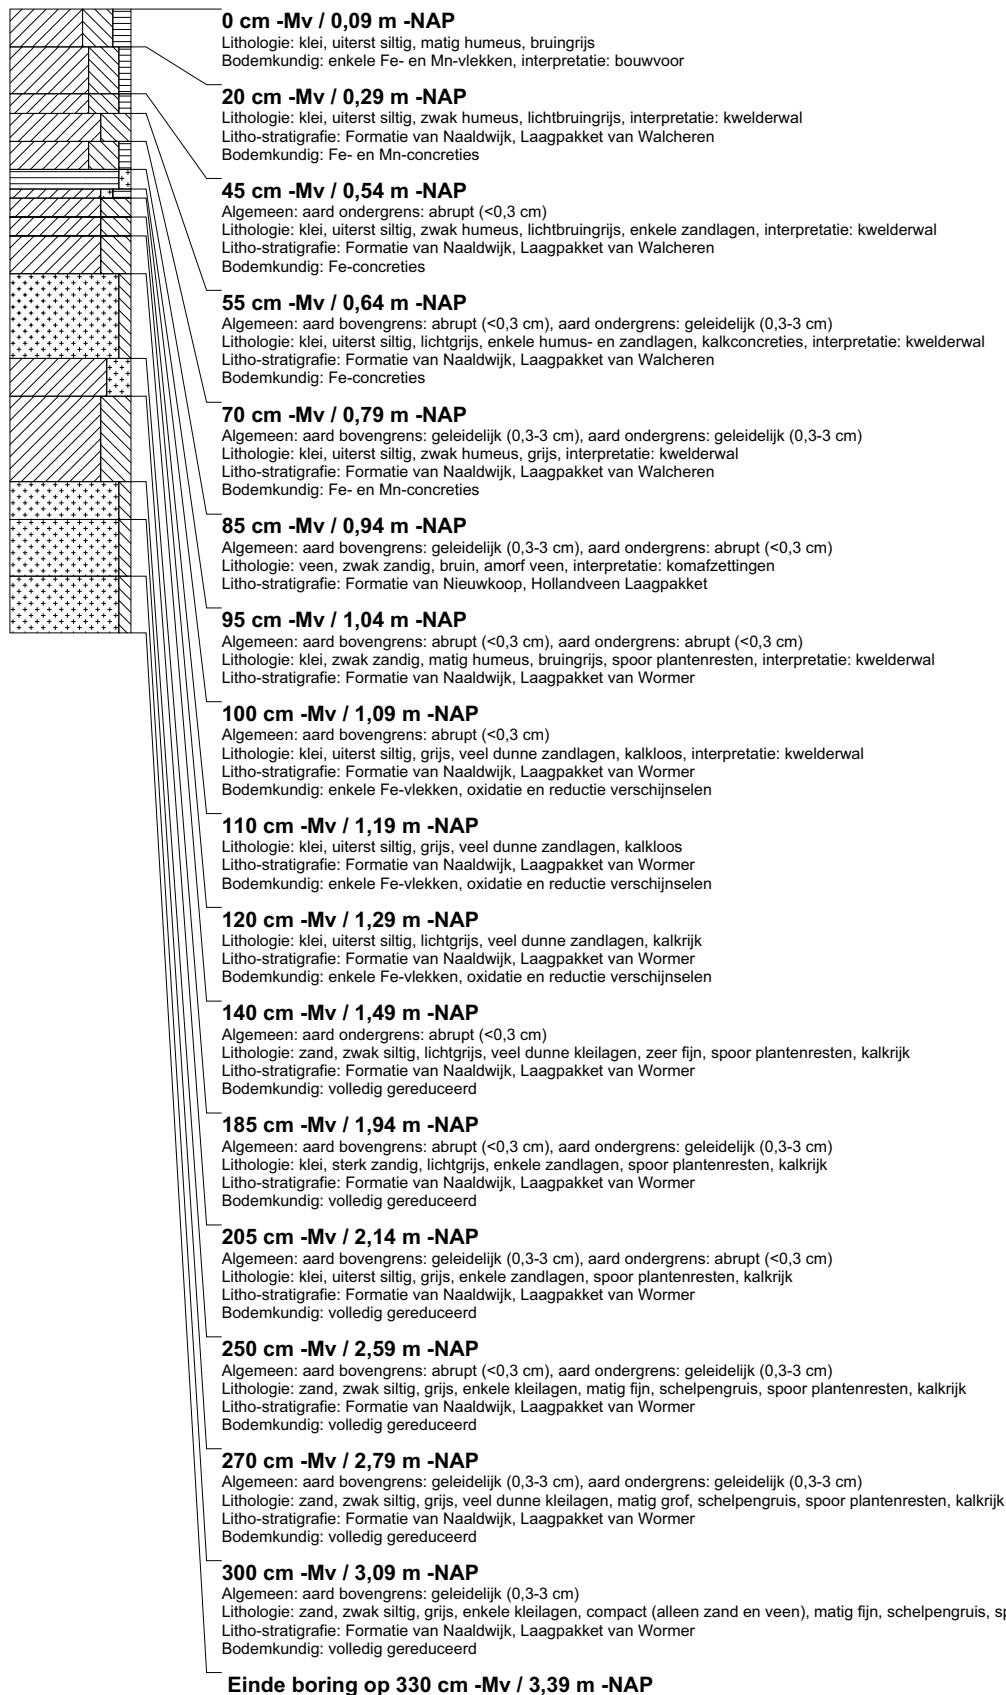 0 cm -Mv / 0,09 m -NAP
Lithologie: klei, uiterst siltig, matig humeus, bruingrijs
Bodemkundig: enkele Fe- en Mn-vlekken, interpretatie: bouwvoor
20 cm -Mv / 0,29 m -NAP
Lithologie: klei, uiterst siltig, zwak humeus, lichtbruingrijs, interpretatie: kwelderwal
Litho-stratigrafie: Formatie van Naaldwijk, Laagpakket van Walcheren
Bodemkundig: Fe- en Mn-concreties
45 cm -Mv / 0,54 m -NAP
Algemeen: aard ondergrens: abrupt (<0,3 cm)
Lithologie: klei, uiterst siltig, zwak humeus, lichtbruingrijs, enkele zandlagen, interpretatie: kwelderwal
Litho-stratigrafie: Formatie van Naaldwijk, Laagpakket van Walcheren
Bodemkundig: Fe-concreties
55 cm -Mv / 0,64 m -NAP
Algemeen: aard bovengrens: abrupt (<0,3 cm), aard ondergrens: geleidelijk (0,3-3 cm)
Lithologie: klei, uiterst siltig, lichtgrijs, enkele humus- en zandlagen, kalkconcreties, interpretatie: kwelderwal
Litho-stratigrafie: Formatie van Naaldwijk, Laagpakket van Walcheren
Bodemkundig: Fe-concreties
70 cm -Mv / 0,79 m -NAP
Algemeen: aard bovengrens: geleidelijk (0,3-3 cm), aard ondergrens: geleidelijk (0,3-3 cm)
Lithologie: klei, uiterst siltig, zwak humeus, grijs, interpretatie: kwelderwal
Litho-stratigrafie: Formatie van Naaldwijk, Laagpakket van Walcheren
Bodemkundig: Fe- en Mn-concreties
85 cm -Mv / 0,94 m -NAP
Algemeen: aard bovengrens: geleidelijk (0,3-3 cm), aard ondergrens: abrupt (<0,3 cm)
Lithologie: veen, zwak zandig, bruin, amorf veen, interpretatie: komafzettingen
Litho-stratigrafie: Formatie van Nieuwkoop, Hollandveen Laagpakket
95 cm -Mv / 1,04 m -NAP
Algemeen: aard bovengrens: abrupt (<0,3 cm), aard ondergrens: abrupt (<0,3 cm)
Lithologie: klei, zwak zandig, matig humeus, bruingrijs, spoor plantenresten, interpretatie: kwelderwal
Litho-stratigrafie: Formatie van Naaldwijk, Laagpakket van Wormer
100 cm -Mv / 1,09 m -NAP
Algemeen: aard bovengrens: abrupt (<0,3 cm)
Lithologie: klei, uiterst siltig, grijs, veel dunne zandlagen, kalkloos, interpretatie: kwelderwal
Litho-stratigrafie: Formatie van Naaldwijk, Laagpakket van Wormer
Bodemkundig: enkele Fe-vlekken, oxidatie en reductie verschijnselen
110 cm -Mv / 1,19 m -NAP
Lithologie: klei, uiterst siltig, grijs, veel dunne zandlagen, kalkloos
Litho-stratigrafie: Formatie van Naaldwijk, Laagpakket van Wormer
Bodemkundig: enkele Fe-vlekken, oxidatie en reductie verschijnselen
120 cm -Mv / 1,29 m -NAP
Lithologie: klei, uiterst siltig, lichtgrijs, veel dunne zandlagen, kalkrijk
Litho-stratigrafie: Formatie van Naaldwijk, Laagpakket van Wormer
Bodemkundig: enkele Fe-vlekken, oxidatie en reductie verschijnselen
140 cm -Mv / 1,49 m -NAP
Algemeen: aard ondergrens: abrupt (<0,3 cm)
Lithologie: zand, zwak siltig, lichtgrijs, veel dunne kleilagen, zeer fijn, spoor plantenresten, kalkrijk
Litho-stratigrafie: Formatie van Naaldwijk, Laagpakket van Wormer
Bodemkundig: volledig gereduceerd
185 cm -Mv / 1,94 m -NAP
Algemeen: aard bovengrens: abrupt (<0,3 cm), aard ondergrens: geleidelijk (0,3-3 cm)
Lithologie: klei, sterk zandig, lichtgrijs, enkele zandlagen, spoor plantenresten, kalkrijk
Litho-stratigrafie: Formatie van Naaldwijk, Laagpakket van Wormer
Bodemkundig: volledig gereduceerd
205 cm -Mv / 2,14 m -NAP
Algemeen: aard bovengrens: geleidelijk (0,3-3 cm), aard ondergrens: abrupt (<0,3 cm)
Lithologie: klei, uiterst siltig, grijs, enkele zandlagen, spoor plantenresten, kalkrijk
Litho-stratigrafie: Formatie van Naaldwijk, Laagpakket van Wormer
Bodemkundig: volledig gereduceerd
250 cm -Mv / 2,59 m -NAP
Algemeen: aard bovengrens: abrupt (<0,3 cm), aard ondergrens: geleidelijk (0,3-3 cm)
Lithologie: zand, zwak siltig, grijs, enkele kleilagen, matig fijn, schelpengruis, spoor plantenresten, kalkrijk
Litho-stratigrafie: Formatie van Naaldwijk, Laagpakket van Wormer
Bodemkundig: volledig gereduceerd
270 cm -Mv / 2,79 m -NAP
Algemeen: aard bovengrens: geleidelijk (0,3-3 cm), aard ondergrens: geleidelijk (0,3-3 cm)
Lithologie: zand, zwak siltig, grijs, veel dunne kleilagen, matig grof, schelpengruis, spoor plantenresten, kalkrijk
Litho-stratigrafie: Formatie van Naaldwijk, Laagpakket van Wormer
Bodemkundig: volledig gereduceerd
300 cm -Mv / 3,09 m -NAP
Algemeen: aard bovengrens: geleidelijk (0,3-3 cm)
Lithologie: zand, zwak siltig, grijs, enkele kleilagen, compact (alleen zand en veen), matig fijn, schelpengruis,
Litho-stratigrafie: Formatie van Naaldwijk, Laagpakket van Wormer
Bodemkundig: volledig gereduceerd
Einde boring op 330 cm -Mv / 3,39 m -NAP